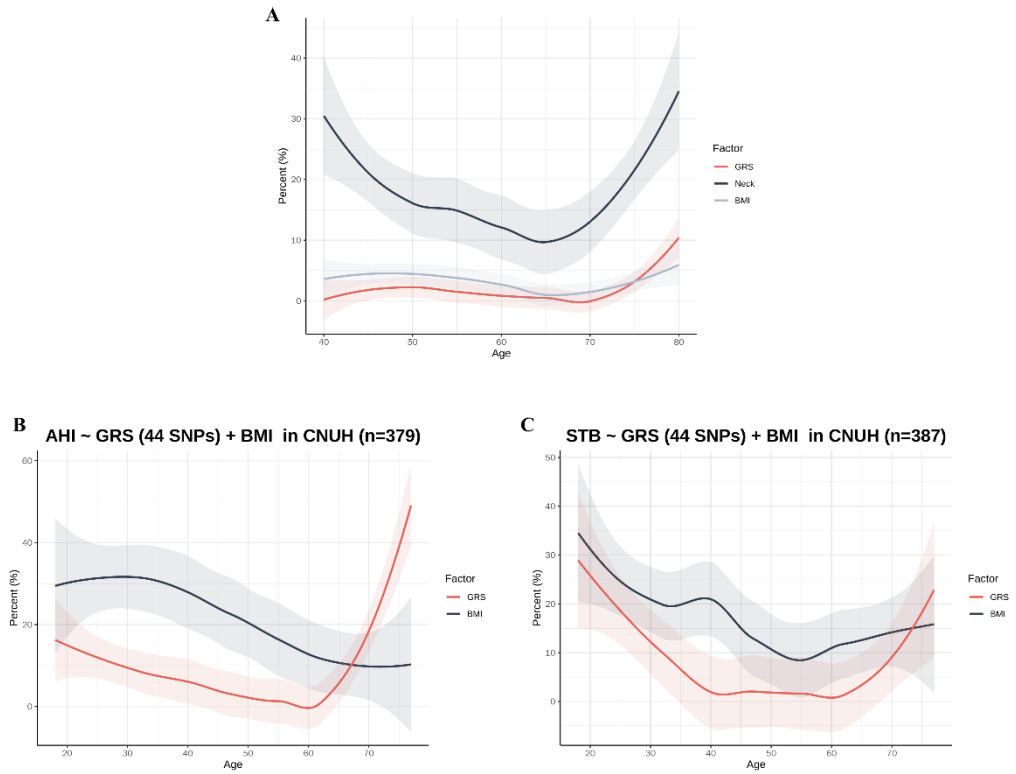 A
Percent (%)
40
30
20
10
0
40 50 60 70 80
Age
Factor
GRS
Neck
BMI
B
AHI ~ GRS (44 SNPs) + BMI in CNUH (n=379)
Percent (%)
60
40
20
0
20 30 40 50 60 70
Age
Factor
GRS
BMI
C
STB ~ GRS (44 SNPs) + BMI in CNUH (n=387)
Percent (%)
50
40
30
20
10
0
20 30 40 50 60 70
Age
Factor
GRS
BMI